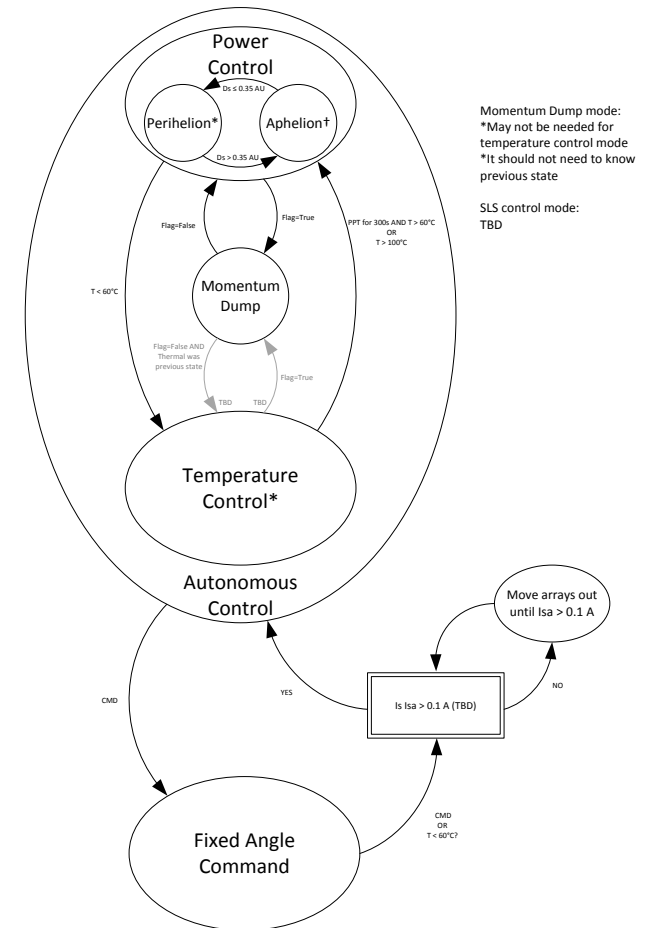 Power
Control
Ds ≤ 0.35 AU
Perihelion*
Aphelion†
Ds > 0.35 AU
Momentum Dump mode:
*May not be needed for
temperature control mode
*It should not need to know
previous state
SLS control mode:
TBD
Flag=False
Flag=True
PPT for 300s AND T > 60°C
OR
T > 100°C
T < 60°C
Momentum
Dump
Flag=False AND
Thermal was
previous state
Flag=True
TBD
TBD
Temperature
Control*
Autonomous
Control
Move arrays out
until Isa > 0.1 A
CMD
YES
Is Isa > 0.1 A (TBD)
NO
CMD
OR
T < 60°C?
Fixed Angle
Command